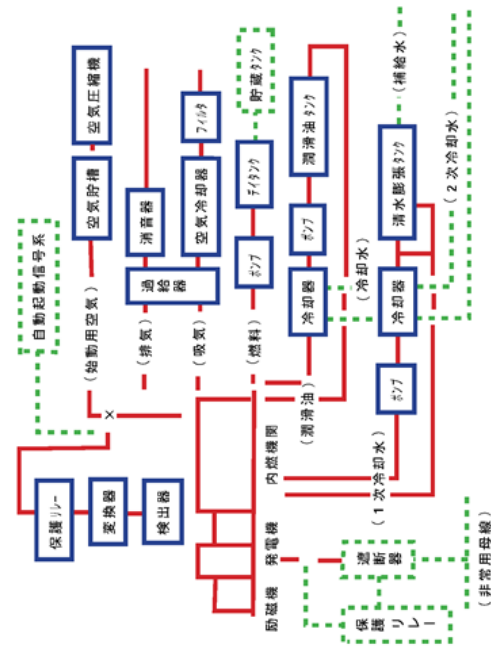 自動起動信号系
空気圧縮機
空気貯槽
(始動用空気)
消音器
過給器
(排気)
フィルタ
空気冷却器
(吸気)
貯蔵タンク
デイタンク
ポンプ
(燃料)
潤滑油タンク
ポンプ
冷却器
(潤滑油)
(冷却水)
(補給水)
清水膨張タンク
冷却器
ポンプ
(2次冷却水)
(1次冷却水)
保護リレー
変換器
検出器
×
内燃機関
発電機
励磁機
遮断器
保護リレー
(非常用母線)